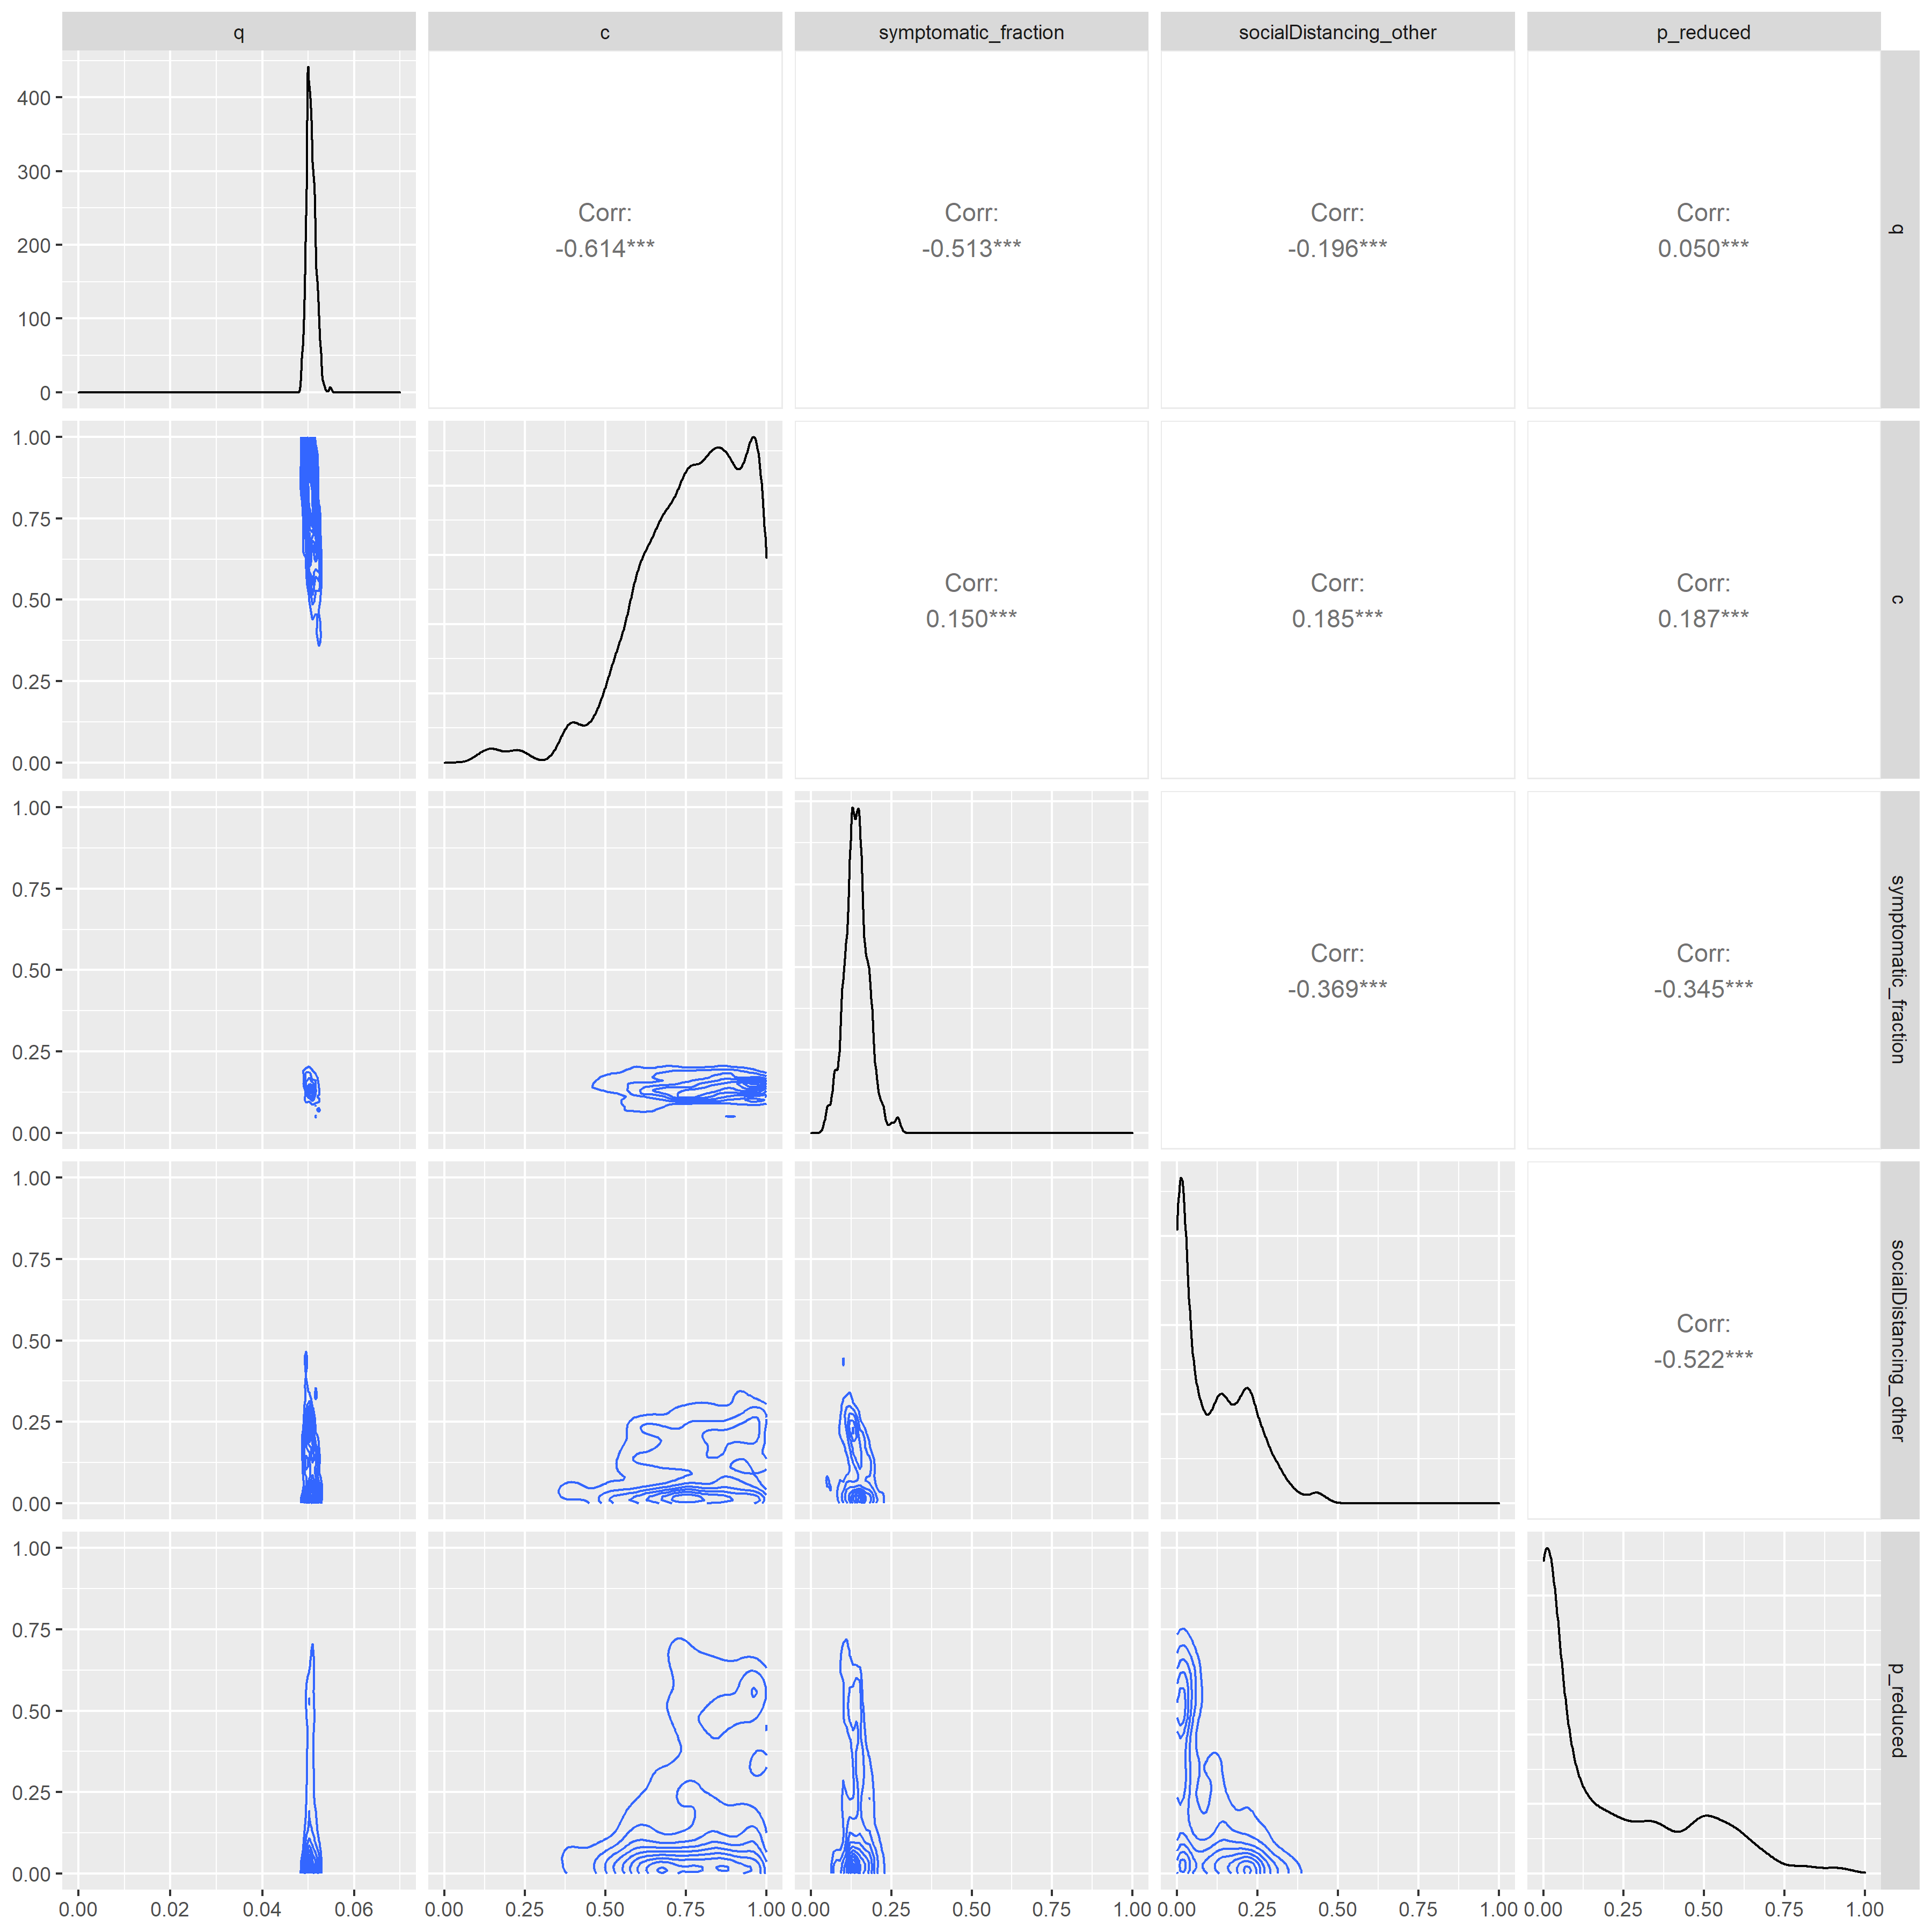 q
c
symptomatic_fraction
socialDistancing_other
p_reduced
400
300
200
100
0
Corr:
-0.614***
Corr:
-0.513***
Corr:
-0.196***
Corr:
0.050***
q
1.00
0.75
0.50
0.25
0.00
Corr:
0.150***
Corr:
0.185***
Corr:
0.187***
c
1.00
0.75
0.50
0.25
0.00
Corr:
-0.369***
Corr:
-0.345***
symptomatic_fraction
1.00
0.75
0.50
0.25
0.00
Corr:
-0.522***
socialDistancing_other
1.00
0.75
0.50
0.25
0.00
p_reduced
0.00 0.02 0.04 0.06
0.00 0.25 0.50 0.75 1.00
0.00 0.25 0.50 0.75 1.00
0.00 0.25 0.50 0.75 1.00
0.00 0.25 0.50 0.75 1.00